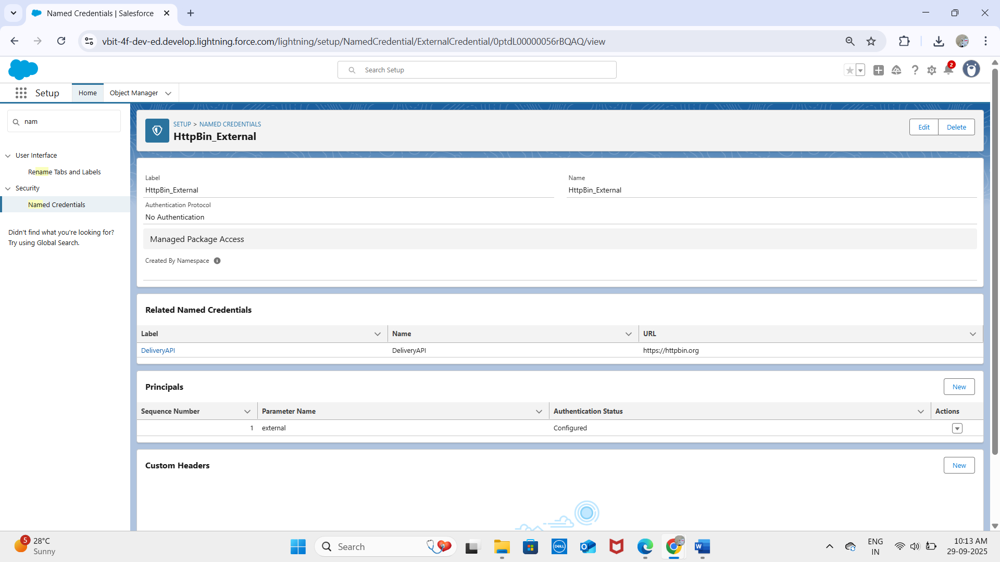 Named Credentials | Salesforce
vbit-4f-dev-ed.develop.lightning.force.com/lightning/setup/NamedCredential/ExternalCredential/0ptdL00000056rBQAQ/view
Search Setup
2
Setup
Home
Object Manager
nam
User Interface
Rename Tabs and Labels
Security
Named Credentials
Didn't find what you're looking for?
Try using Global Search.
SETUP > NAMED CREDENTIALS
HttpBin_External
Edit
Delete
Label
HttpBin_External
Name
HttpBin_External
Authentication Protocol
No Authentication
Managed Package Access
Created By Namespace
Related Named Credentials
Label
Name
URL
DeliveryAPI
DeliveryAPI
https://httpbin.org
Principals
New
Sequence Number
Parameter Name
Authentication Status
Actions
1
external
Configured
Custom Headers
New
5
28°C
Sunny
Search
DELL
W
ENG
IN
10:13 AM
29-09-2025